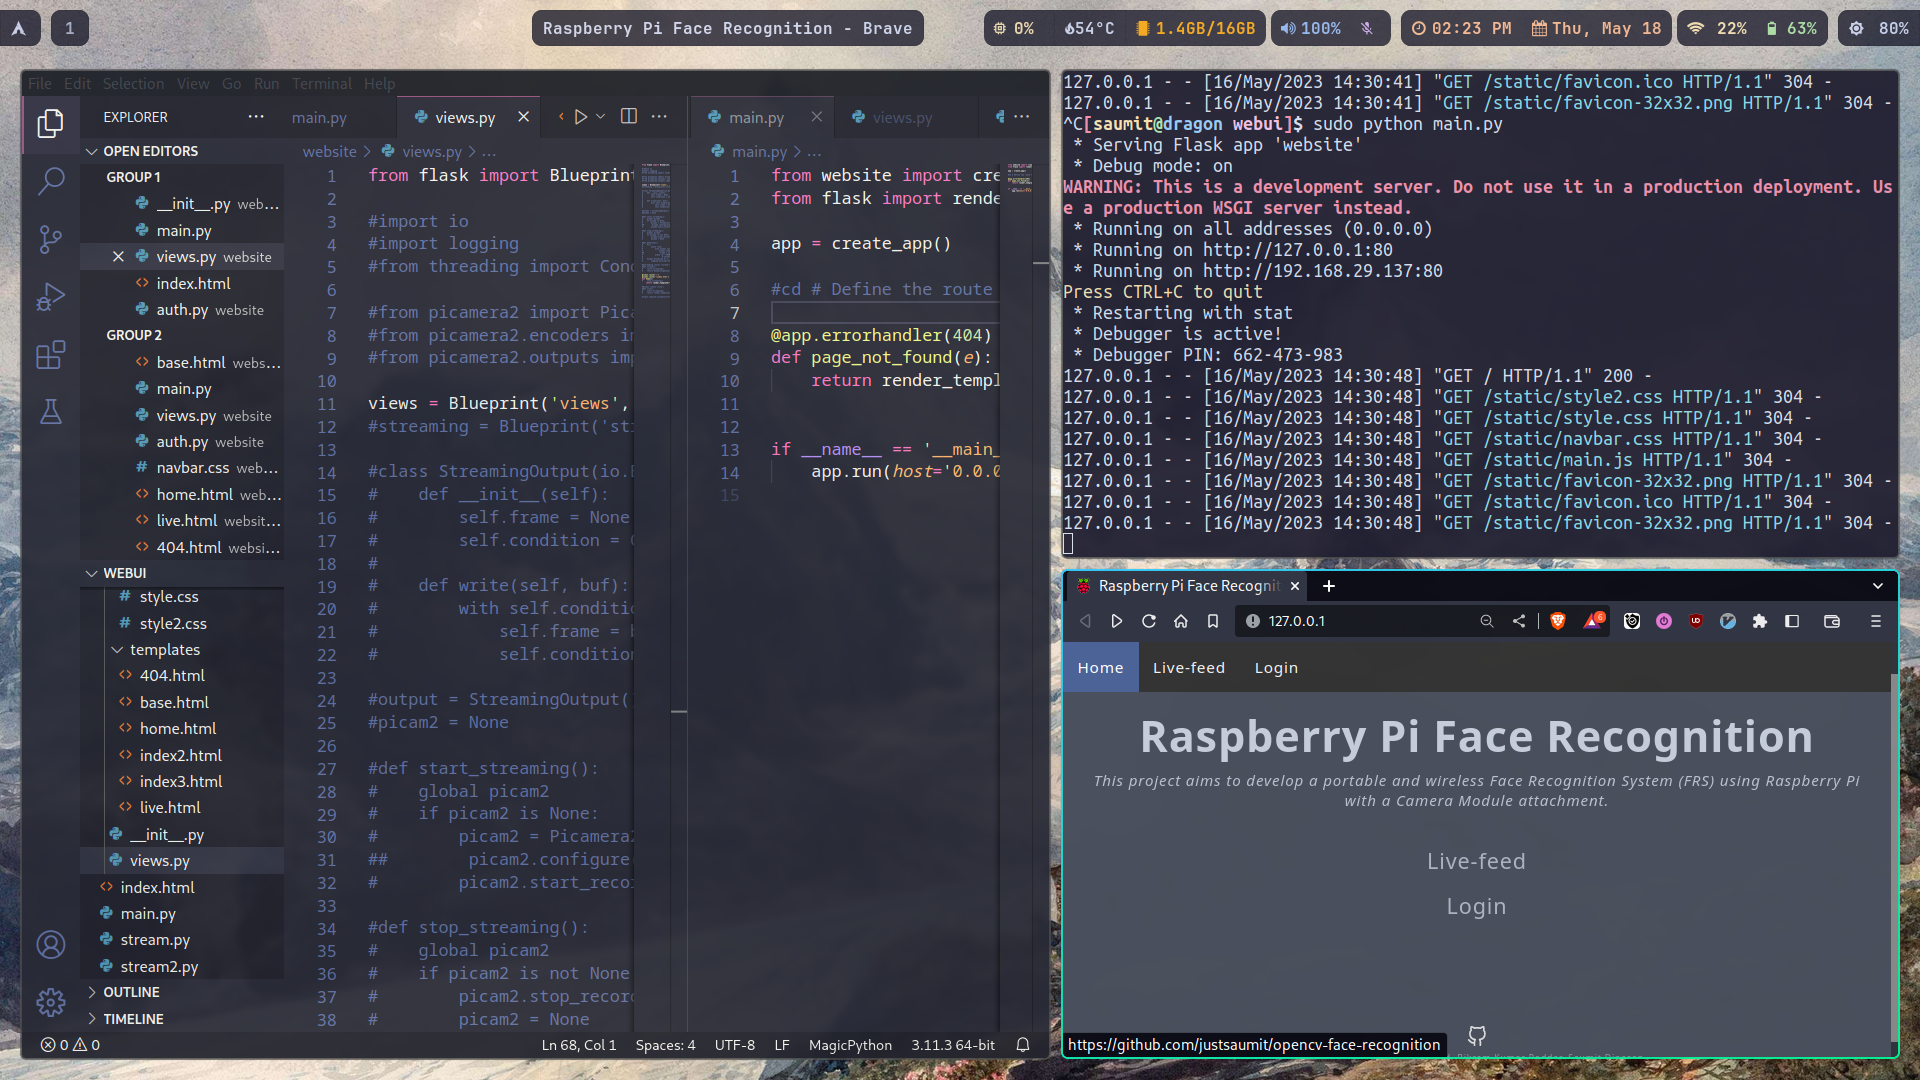 1
Raspberry Pi Face Recognition - Brave
0%
54°C
1.4GB/16GB
100%
02:23 PM
Thu, May 18
22%
63%
80%
File Edit Selection View Go Run Terminal Help
EXPLORER
OPEN EDITORS
GROUP 1
__init__.py web...
main.py
views.py website
index.html
auth.py website
GROUP 2
base.html webs...
main.py
views.py website
auth.py website
navbar.css web...
home.html web...
live.html websit...
404.html websi...
WEBUI
style.css
style2.css
templates
404.html
base.html
home.html
index2.html
index3.html
live.html
__init__.py
views.py
index.html
main.py
stream.py
stream2.py
OUTLINE
TIMELINE
main.py views.py
website > views.py > ...
1 from flask import Blueprint
2
3 #import io
4 #import logging
5 #from threading import Con
6
7 #from picamera2 import Pica
8 #from picamera2.encoders i
9 #from picamera2.outputs imp
10
11 views = Blueprint('views',
12 #streaming = Blueprint('st
13
14 #class StreamingOutput(io.
15 #    def __init__(self):
16 #        self.frame = None
17 #        self.condition =
18 #
19 #    def write(self, buf):
20 #        with self.conditi
21 #            self.frame =
22 #            self.condition
23
24 #output = StreamingOutput(
25 #picam2 = None
26
27 #def start_streaming():
28 #    global picam2
29 #    if picam2 is None:
30 #        picam2 = Picamera
31 ##        picam2.configure
32 #        picam2.start_reco
33
34 #def stop_streaming():
35 #    global picam2
36 #    if picam2 is not None
37 #        picam2.stop_reco
38 #        picam2 = None
main.py views.py
main.py > ...
1 from website import cre
2 from flask import rende
3
4 app = create_app()
5
6 #cd # Define the route
7
8 @app.errorhandler(404)
9 def page_not_found(e):
10     return render_templ
11
12
13 if __name__ == '__main_
14     app.run(host='0.0.0
15
0 0
Ln 68, Col 1
Spaces: 4
UTF-8
LF
MagicPython
3.11.3 64-bit
127.0.0.1 - - [16/May/2023 14:30:41] "GET /static/favicon.ico HTTP/1.1" 304 -
127.0.0.1 - - [16/May/2023 14:30:41] "GET /static/favicon-32x32.png HTTP/1.1" 304 -
^C[saumit@dragon webui]$ sudo python main.py
 * Serving Flask app 'website'
 * Debug mode: on
WARNING: This is a development server. Do not use it in a production deployment. Us
e a production WSGI server instead.
 * Running on all addresses (0.0.0.0)
 * Running on http://127.0.0.1:80
 * Running on http://192.168.29.137:80
Press CTRL+C to quit
 * Restarting with stat
 * Debugger is active!
 * Debugger PIN: 662-473-983
127.0.0.1 - - [16/May/2023 14:30:48] "GET / HTTP/1.1" 200 -
127.0.0.1 - - [16/May/2023 14:30:48] "GET /static/style2.css HTTP/1.1" 304 -
127.0.0.1 - - [16/May/2023 14:30:48] "GET /static/style.css HTTP/1.1" 304 -
127.0.0.1 - - [16/May/2023 14:30:48] "GET /static/navbar.css HTTP/1.1" 304 -
127.0.0.1 - - [16/May/2023 14:30:48] "GET /static/main.js HTTP/1.1" 304 -
127.0.0.1 - - [16/May/2023 14:30:48] "GET /static/favicon-32x32.png HTTP/1.1" 304 -
127.0.0.1 - - [16/May/2023 14:30:48] "GET /static/favicon.ico HTTP/1.1" 304 -
127.0.0.1 - - [16/May/2023 14:30:48] "GET /static/favicon-32x32.png HTTP/1.1" 304 -
Raspberry Pi Face Recognit
127.0.0.1
6
Home Live-feed Login
Raspberry Pi Face Recognition
This project aims to develop a portable and wireless Face Recognition System (FRS) using Raspberry Pi
with a Camera Module attachment.
Live-feed
Login
https://github.com/justsaumit/opencv-face-recognition